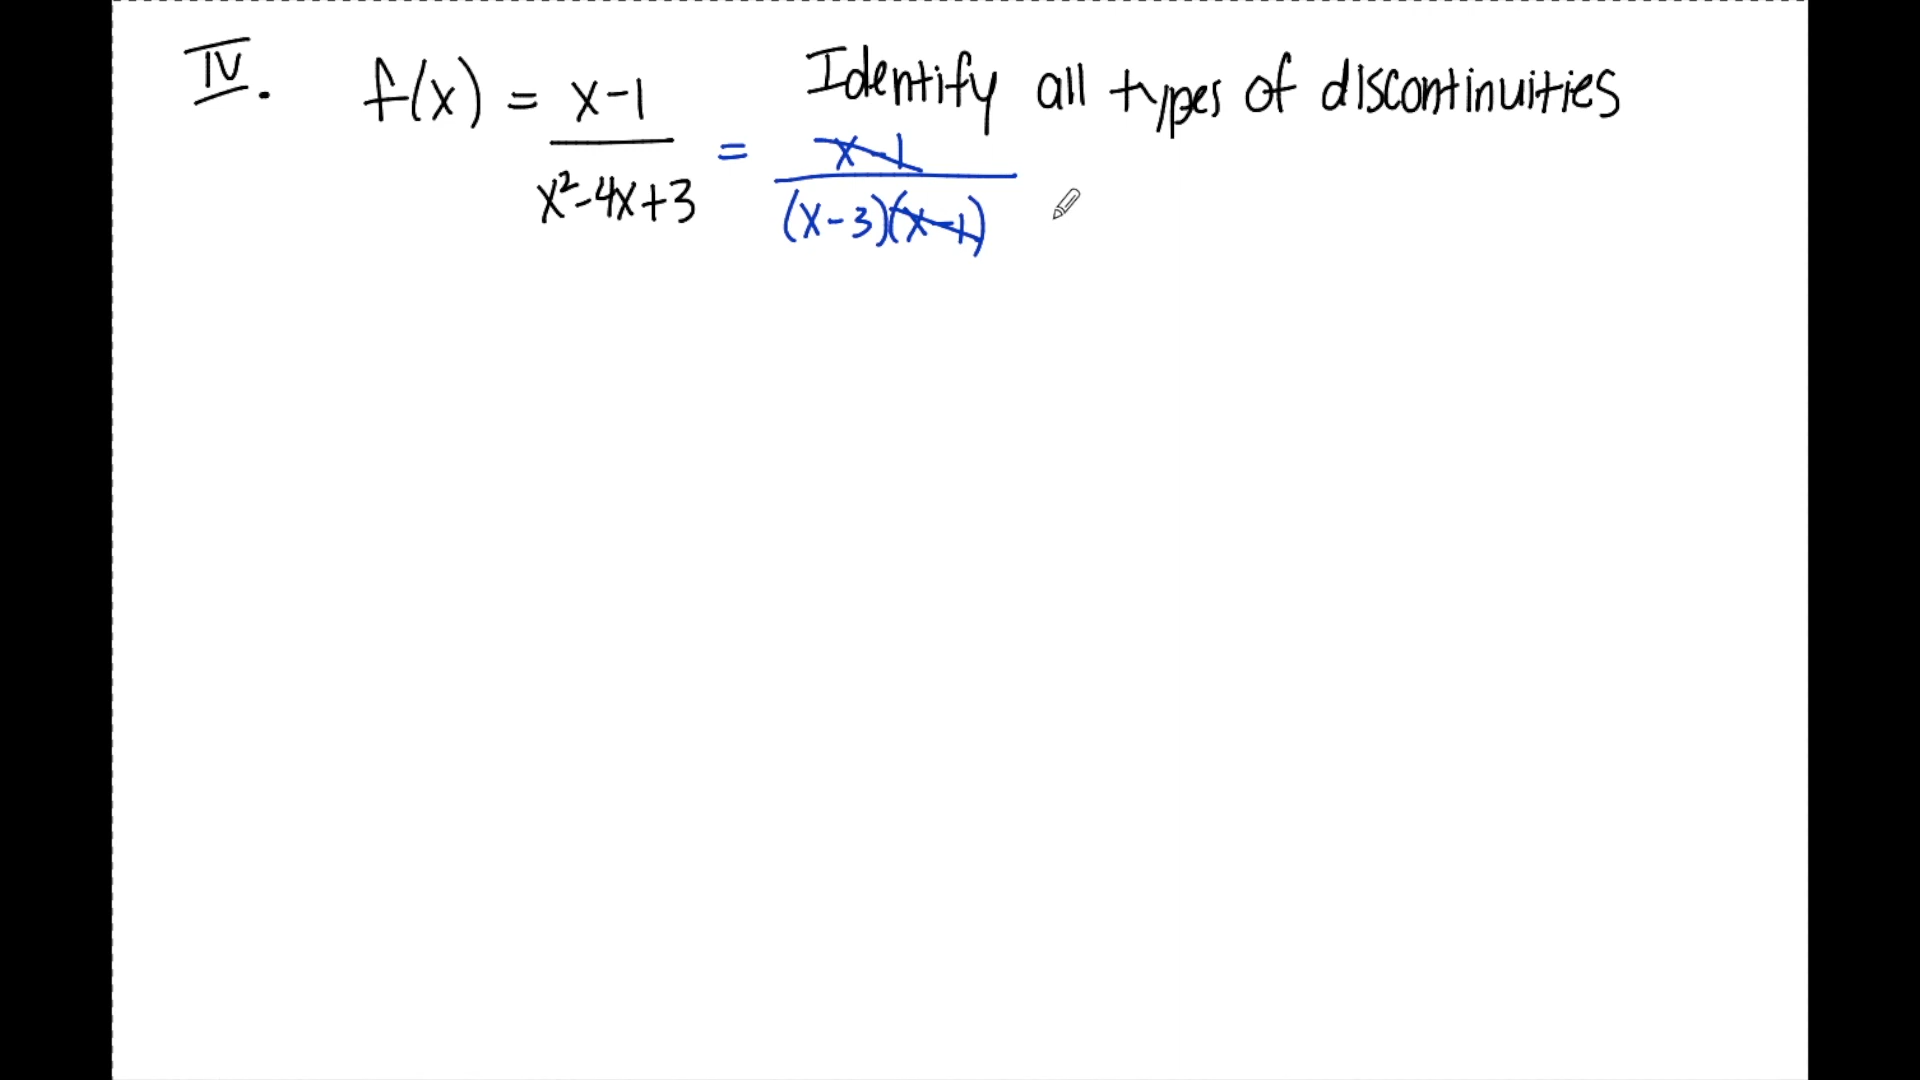 IV. f(x) = x-1 / x²-4x+3 = x-1 / (x-3)(x-1)
Identify all types of discontinuities